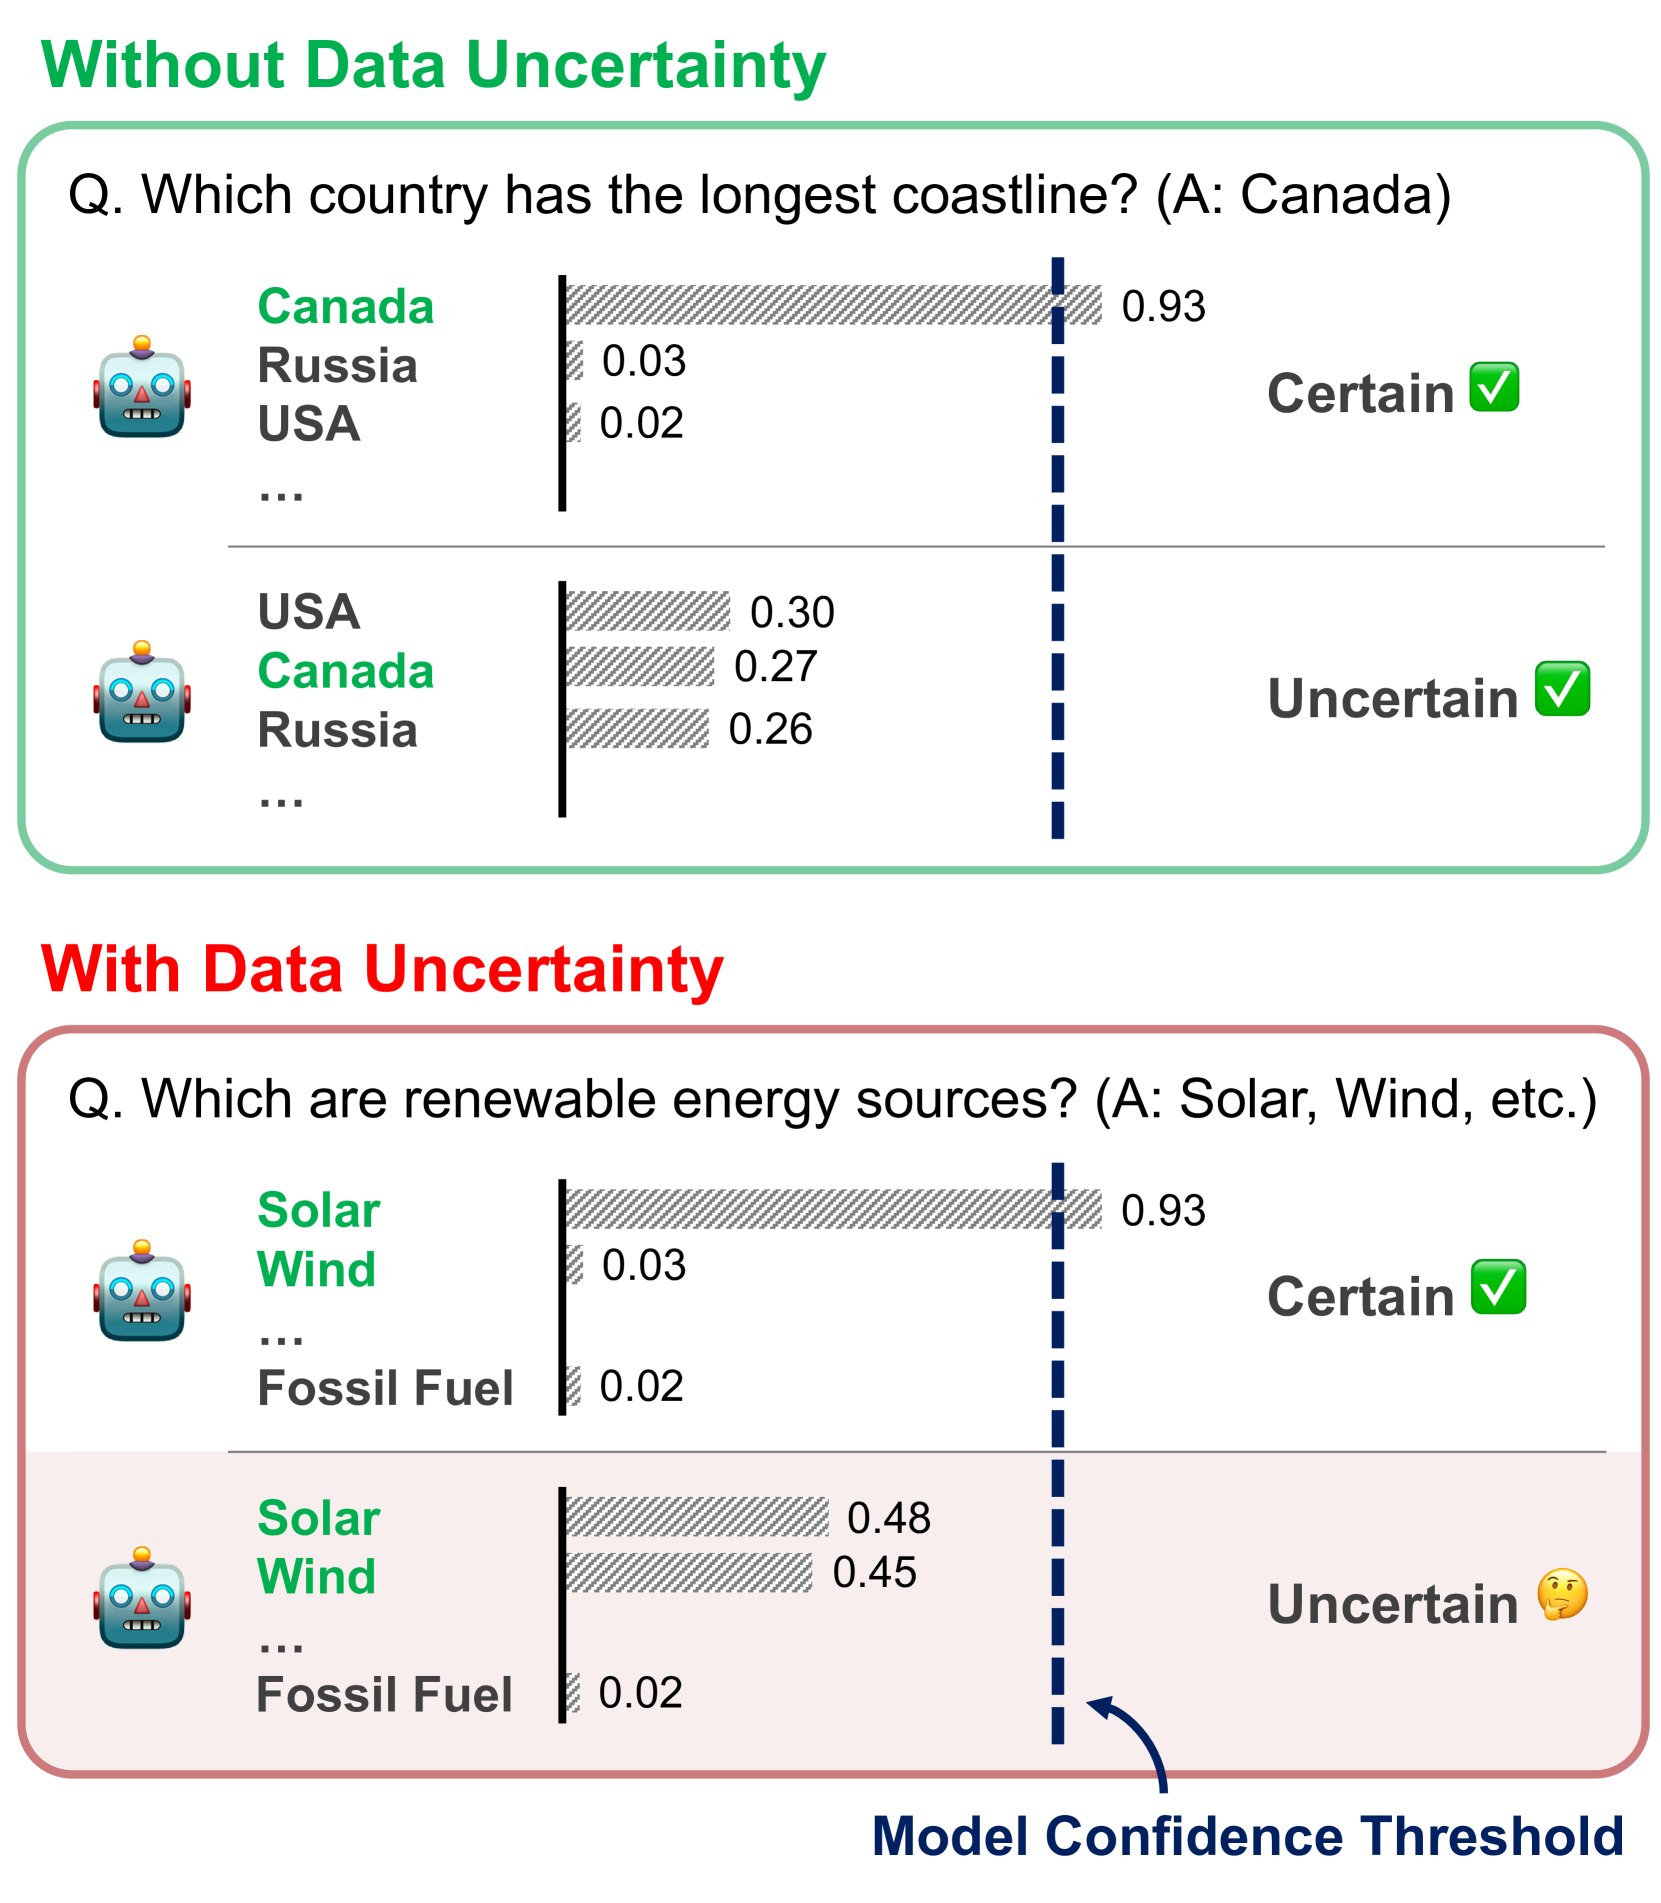 Without Data Uncertainty
Q. Which country has the longest coastline? (A: Canada)
Canada 0.93
Russia 0.03
USA 0.02
...
Certain ✅
USA 0.30
Canada 0.27
Russia 0.26
...
Uncertain ✅
With Data Uncertainty
Q. Which are renewable energy sources? (A: Solar, Wind, etc.)
Solar 0.93
Wind 0.03
...
Fossil Fuel 0.02
Certain ✅
Solar 0.48
Wind 0.45
...
Fossil Fuel 0.02
Uncertain 🤔
Model Confidence Threshold